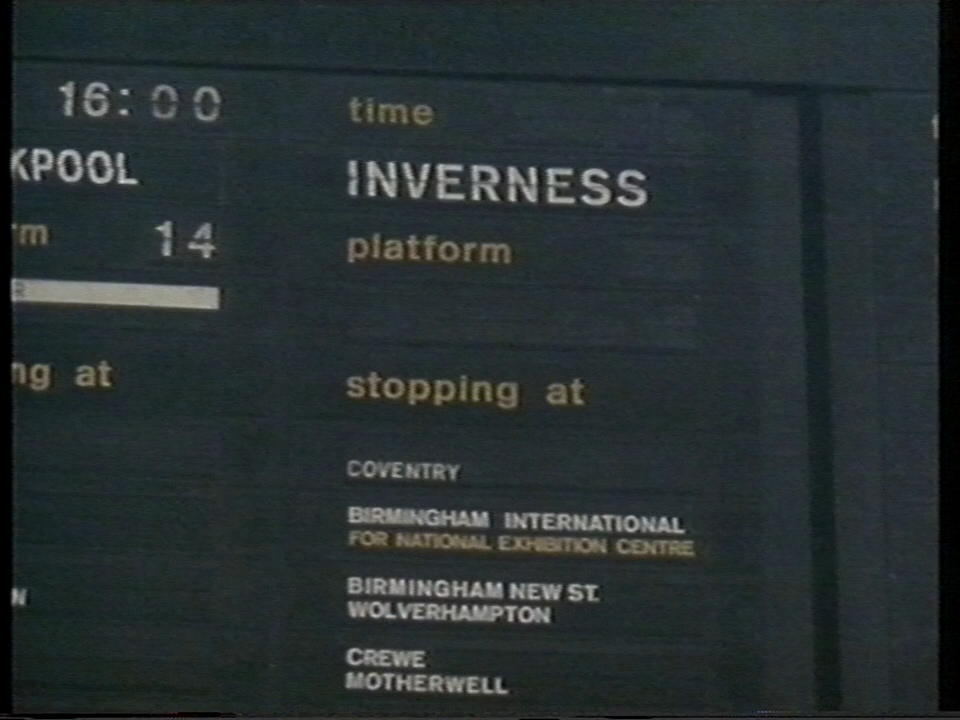 16:00
KPOOL
rm 14
R
ng at
N
time
INVERNESS
platform
stopping at
COVENTRY
BIRMINGHAM INTERNATIONAL
FOR NATIONAL EXHIBITION CENTRE
BIRMINGHAM NEW ST.
WOLVERHAMPTON
CREWE
MOTHERWELL